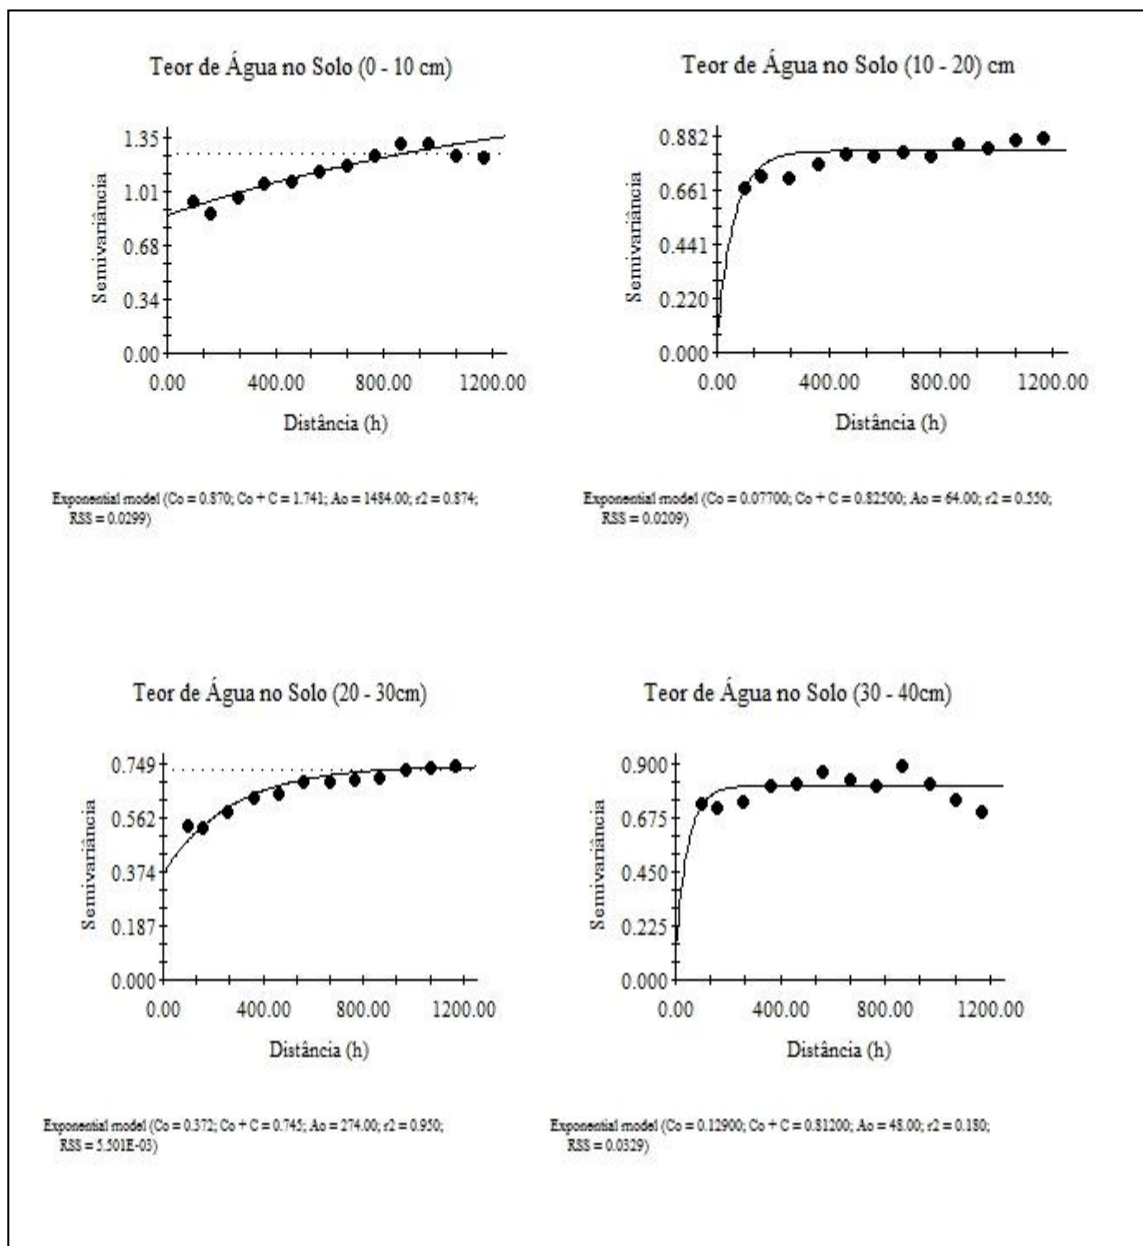 Teor de Água no Solo (0 - 10 cm)
Semivariância
1.35
1.01
0.68
0.34
0.00
0.00 400.00 800.00 1200.00
Distância (h)
Exponential model (Co = 0.870; Co + C = 1.741; Ao = 1484.00; r2 = 0.874;
RSS = 0.0299)
Teor de Água no Solo (10 - 20) cm
Semivariância
0.882
0.661
0.441
0.220
0.000
0.00 400.00 800.00 1200.00
Distância (h)
Exponential model (Co = 0.07700; Co + C = 0.82500; Ao = 64.00; r2 = 0.550;
RSS = 0.0209)
Teor de Água no Solo (20 - 30cm)
Semivariância
0.749
0.562
0.374
0.187
0.000
0.00 400.00 800.00 1200.00
Distância (h)
Exponential model (Co = 0.372; Co + C = 0.745; Ao = 274.00; r2 = 0.950;
RSS = 5.501E-03)
Teor de Água no Solo (30 - 40cm)
Semivariância
0.900
0.675
0.450
0.225
0.000
0.00 400.00 800.00 1200.00
Distância (h)
Exponential model (Co = 0.12900; Co + C = 0.81200; Ao = 48.00; r2 = 0.180;
RSS = 0.0329)